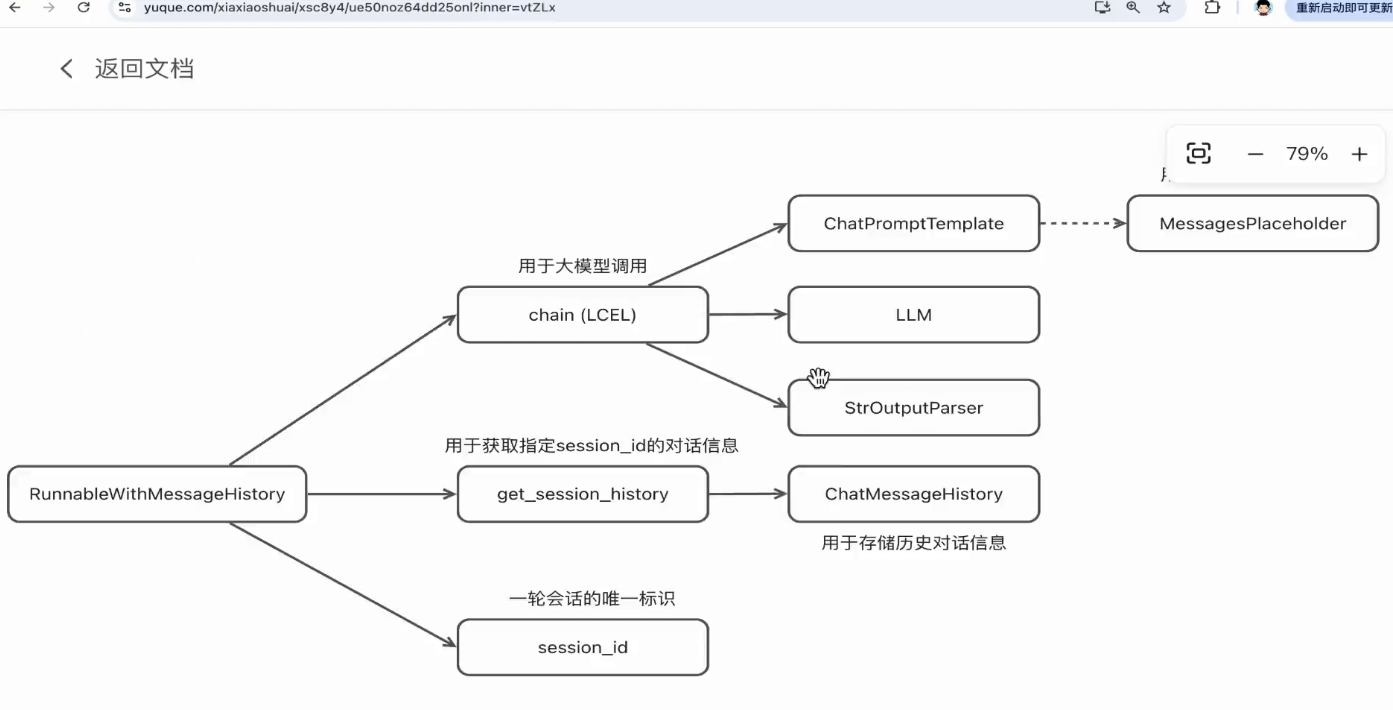 yuque.com/xiaxiaoshuai/xsc8y4/ue50noz64dd25onl?inner=vtZLx
重新启动即可更新
返回文档
79%
ChatPromptTemplate
MessagesPlaceholder
用于大模型调用
chain (LCEL)
LLM
StrOutputParser
用于获取指定session_id的对话信息
RunnableWithMessageHistory
get_session_history
ChatMessageHistory
用于存储历史对话信息
一轮会话的唯一标识
session_id